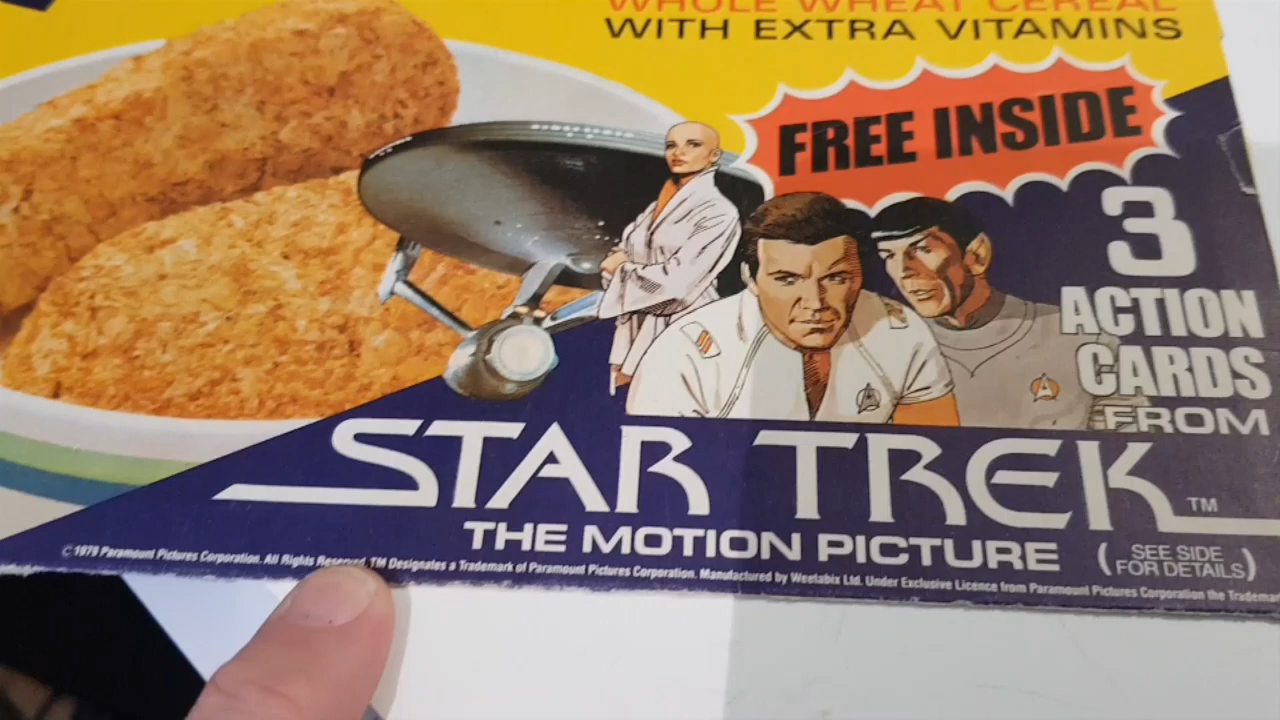 WHOLE WHEAT CEREAL
WITH EXTRA VITAMINS
FREE INSIDE
3
ACTION
CARDS
FROM
STAR TREK TM
THE MOTION PICTURE
(SEE SIDE
FOR DETAILS)
©1979 Paramount Pictures Corporation. All Rights Reserved. TM Designates a Trademark of Paramount Pictures Corporation. Manufactured by Weetabix Ltd. Under Exclusive Licence from Paramount Pictures Corporation the Trademar